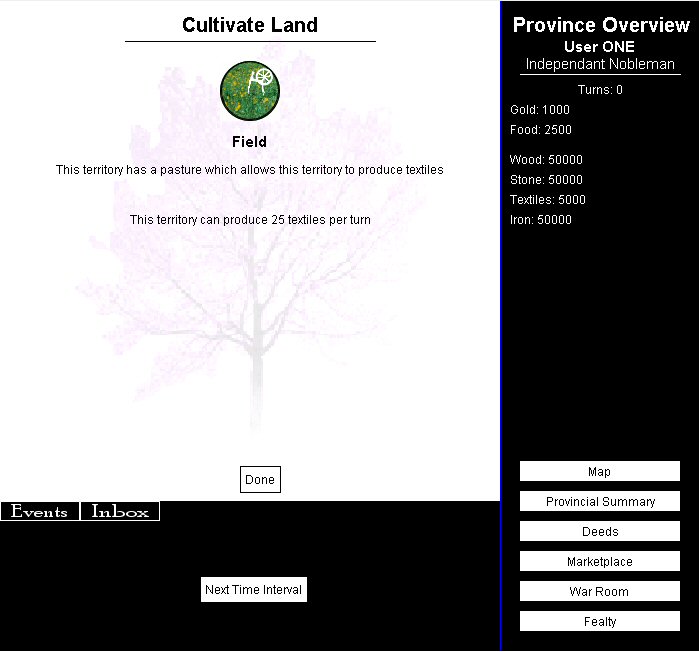 Cultivate Land
Field
This territory has a pasture which allows this territory to produce textiles
This territory can produce 25 textiles per turn
Done
Events
Inbox
Next Time Interval
Province Overview
User ONE
Independant Nobleman
Turns: 0
Gold: 1000
Food: 2500
Wood: 50000
Stone: 50000
Textiles: 5000
Iron: 50000
Map
Provincial Summary
Deeds
Marketplace
War Room
Fealty